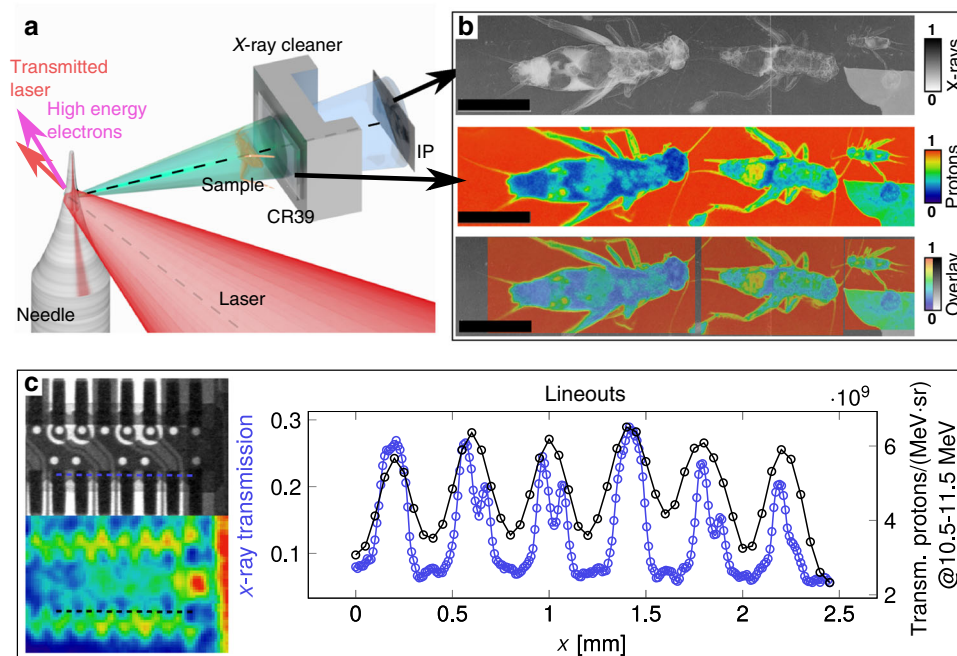 a
X-ray cleaner
Transmitted
laser
High energy
electrons
IP
Sample
CR39
Laser
Needle
b
1
0
X-rays
1
0
Protons
1
0
Overlay
c
Lineouts
·10⁹
x-ray transmission
0.3
0.2
0.1
6
4
2
Transm. protons/(MeV·sr)
@10.5-11.5 MeV
0 0.5 1 1.5 2 2.5
x [mm]